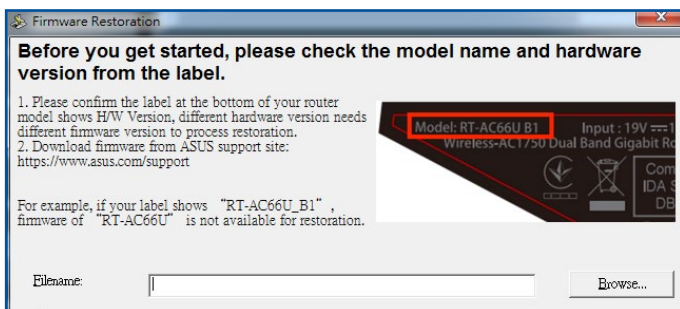 Firmware Restoration
Before you get started, please check the model name and hardware
version from the label.
1. Please confirm the label at the bottom of your router
model shows H/W Version, different hardware version needs
different firmware version to process restoration.
2. Download firmware from ASUS support site:
https://www.asus.com/support
For example, if your label shows “RT-AC66U_B1”,
firmware of “RT-AC66U” is not available for restoration.
Model: RT-AC66U B1 Input : 19V
Wireless-AC1750 Dual Band Gigabit
Com
IDA
DB
Filename:
Browse...